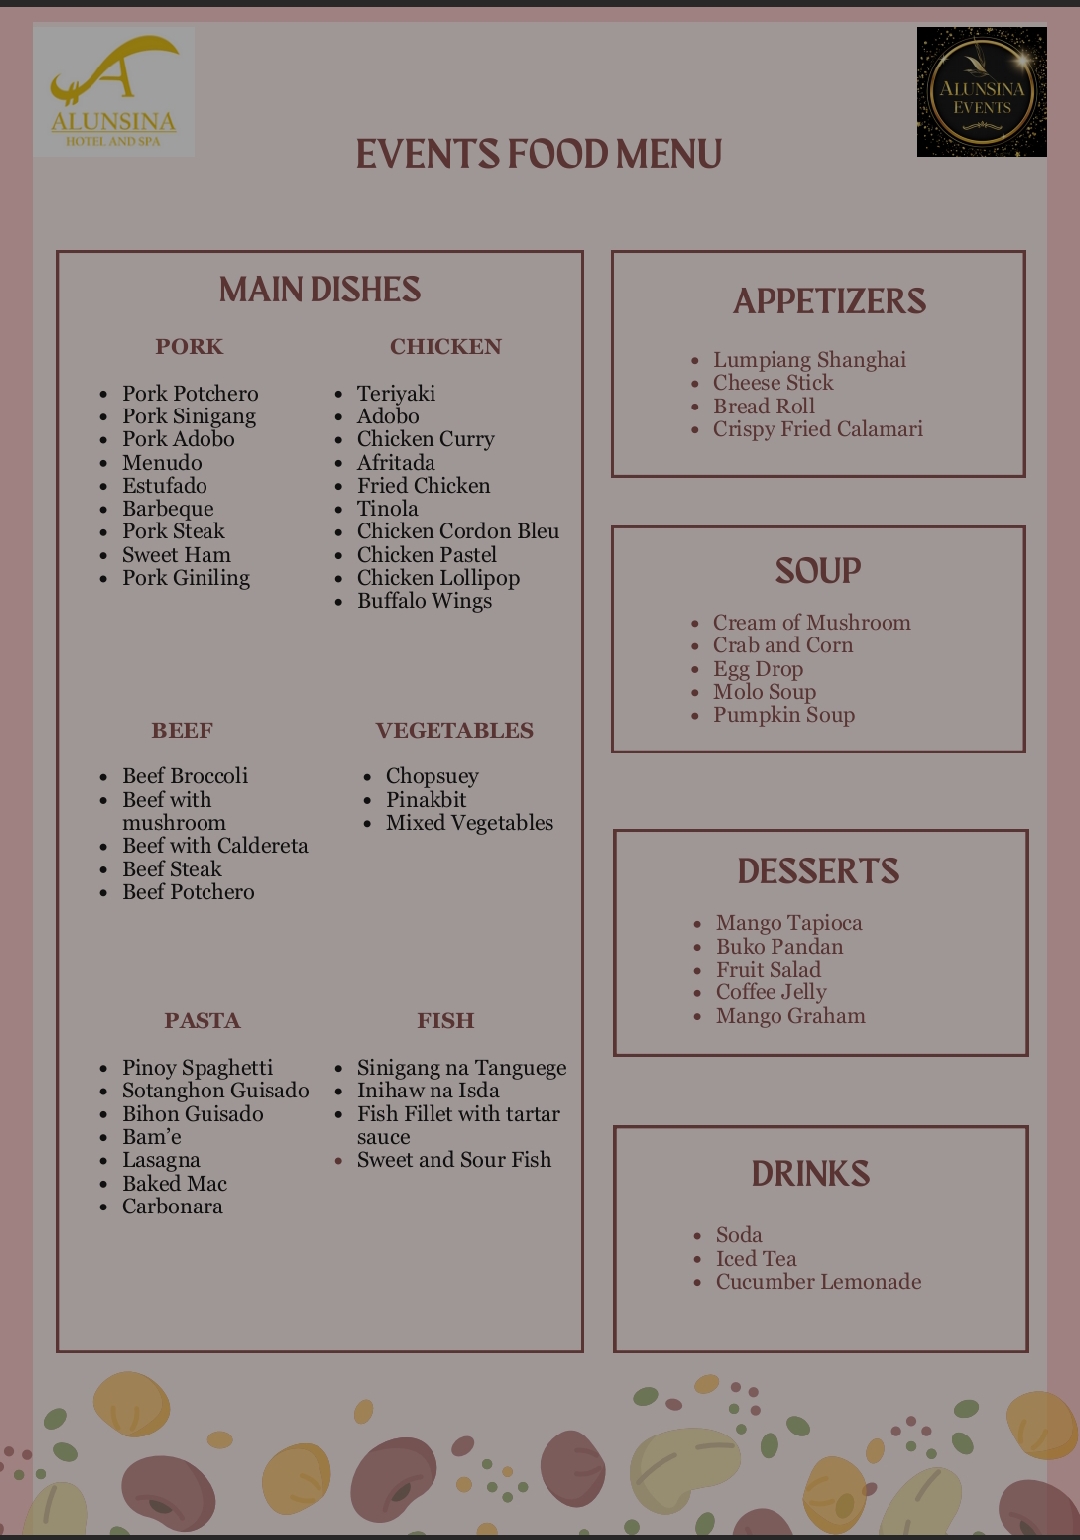 ALUNSINA
HOTEL AND SPA
ALUNSINA
EVENTS
EVENTS FOOD MENU
MAIN DISHES
PORK
Pork Potchero
Pork Sinigang
Pork Adobo
Menudo
Estufado
Barbeque
Pork Steak
Sweet Ham
Pork Giniling
CHICKEN
Teriyaki
Adobo
Chicken Curry
Afritada
Fried Chicken
Tinola
Chicken Cordon Bleu
Chicken Pastel
Chicken Lollipop
Buffalo Wings
BEEF
Beef Broccoli
Beef with
mushroom
Beef with Caldereta
Beef Steak
Beef Potchero
VEGETABLES
Chopsuey
Pinakbit
Mixed Vegetables
PASTA
Pinoy Spaghetti
Sotanghon Guisado
Bihon Guisado
Bam’e
Lasagna
Baked Mac
Carbonara
FISH
Sinigang na Tanguege
Inihaw na Isda
Fish Fillet with tartar
sauce
Sweet and Sour Fish
APPETIZERS
Lumpiang Shanghai
Cheese Stick
Bread Roll
Crispy Fried Calamari
SOUP
Cream of Mushroom
Crab and Corn
Egg Drop
Molo Soup
Pumpkin Soup
DESSERTS
Mango Tapioca
Buko Pandan
Fruit Salad
Coffee Jelly
Mango Graham
DRINKS
Soda
Iced Tea
Cucumber Lemonade